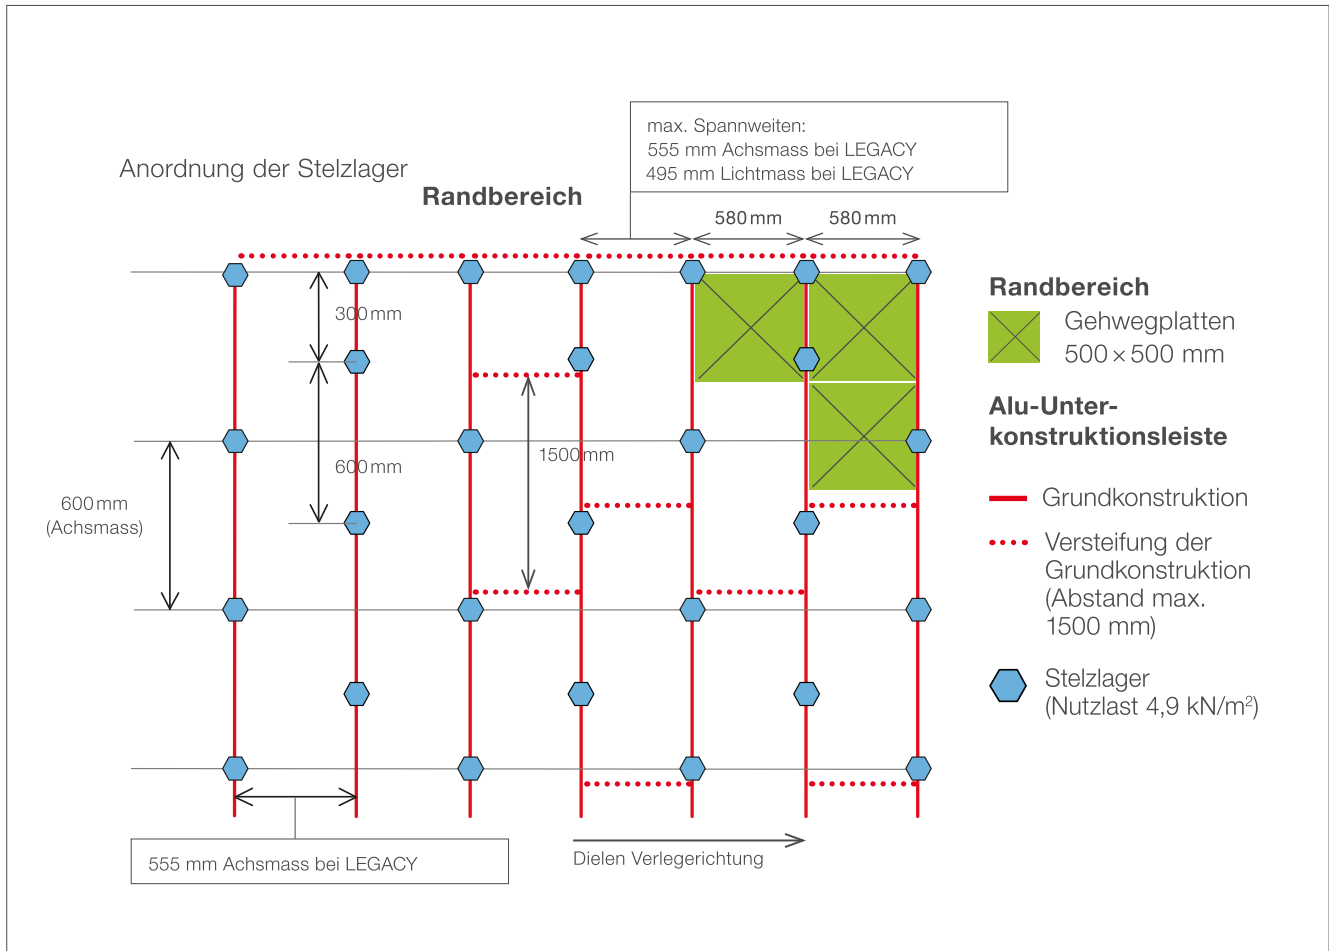 max. Spannweiten:
555 mm Achsmass bei LEGACY
495 mm Lichtmass bei LEGACY
Anordnung der Stelzlager
Randbereich
580 mm
580 mm
300 mm
600 mm
1500 mm
600 mm
(Achsmass)
555 mm Achsmass bei LEGACY
Dielen Verlegerichtung
Randbereich
Gehwegplatten
500 × 500 mm
Alu-Unter-
konstruktionsleiste
Grundkonstruktion
Versteifung der
Grundkonstruktion
(Abstand max.
1500 mm)
Stelzlager
(Nutzlast 4,9 kN/m²)